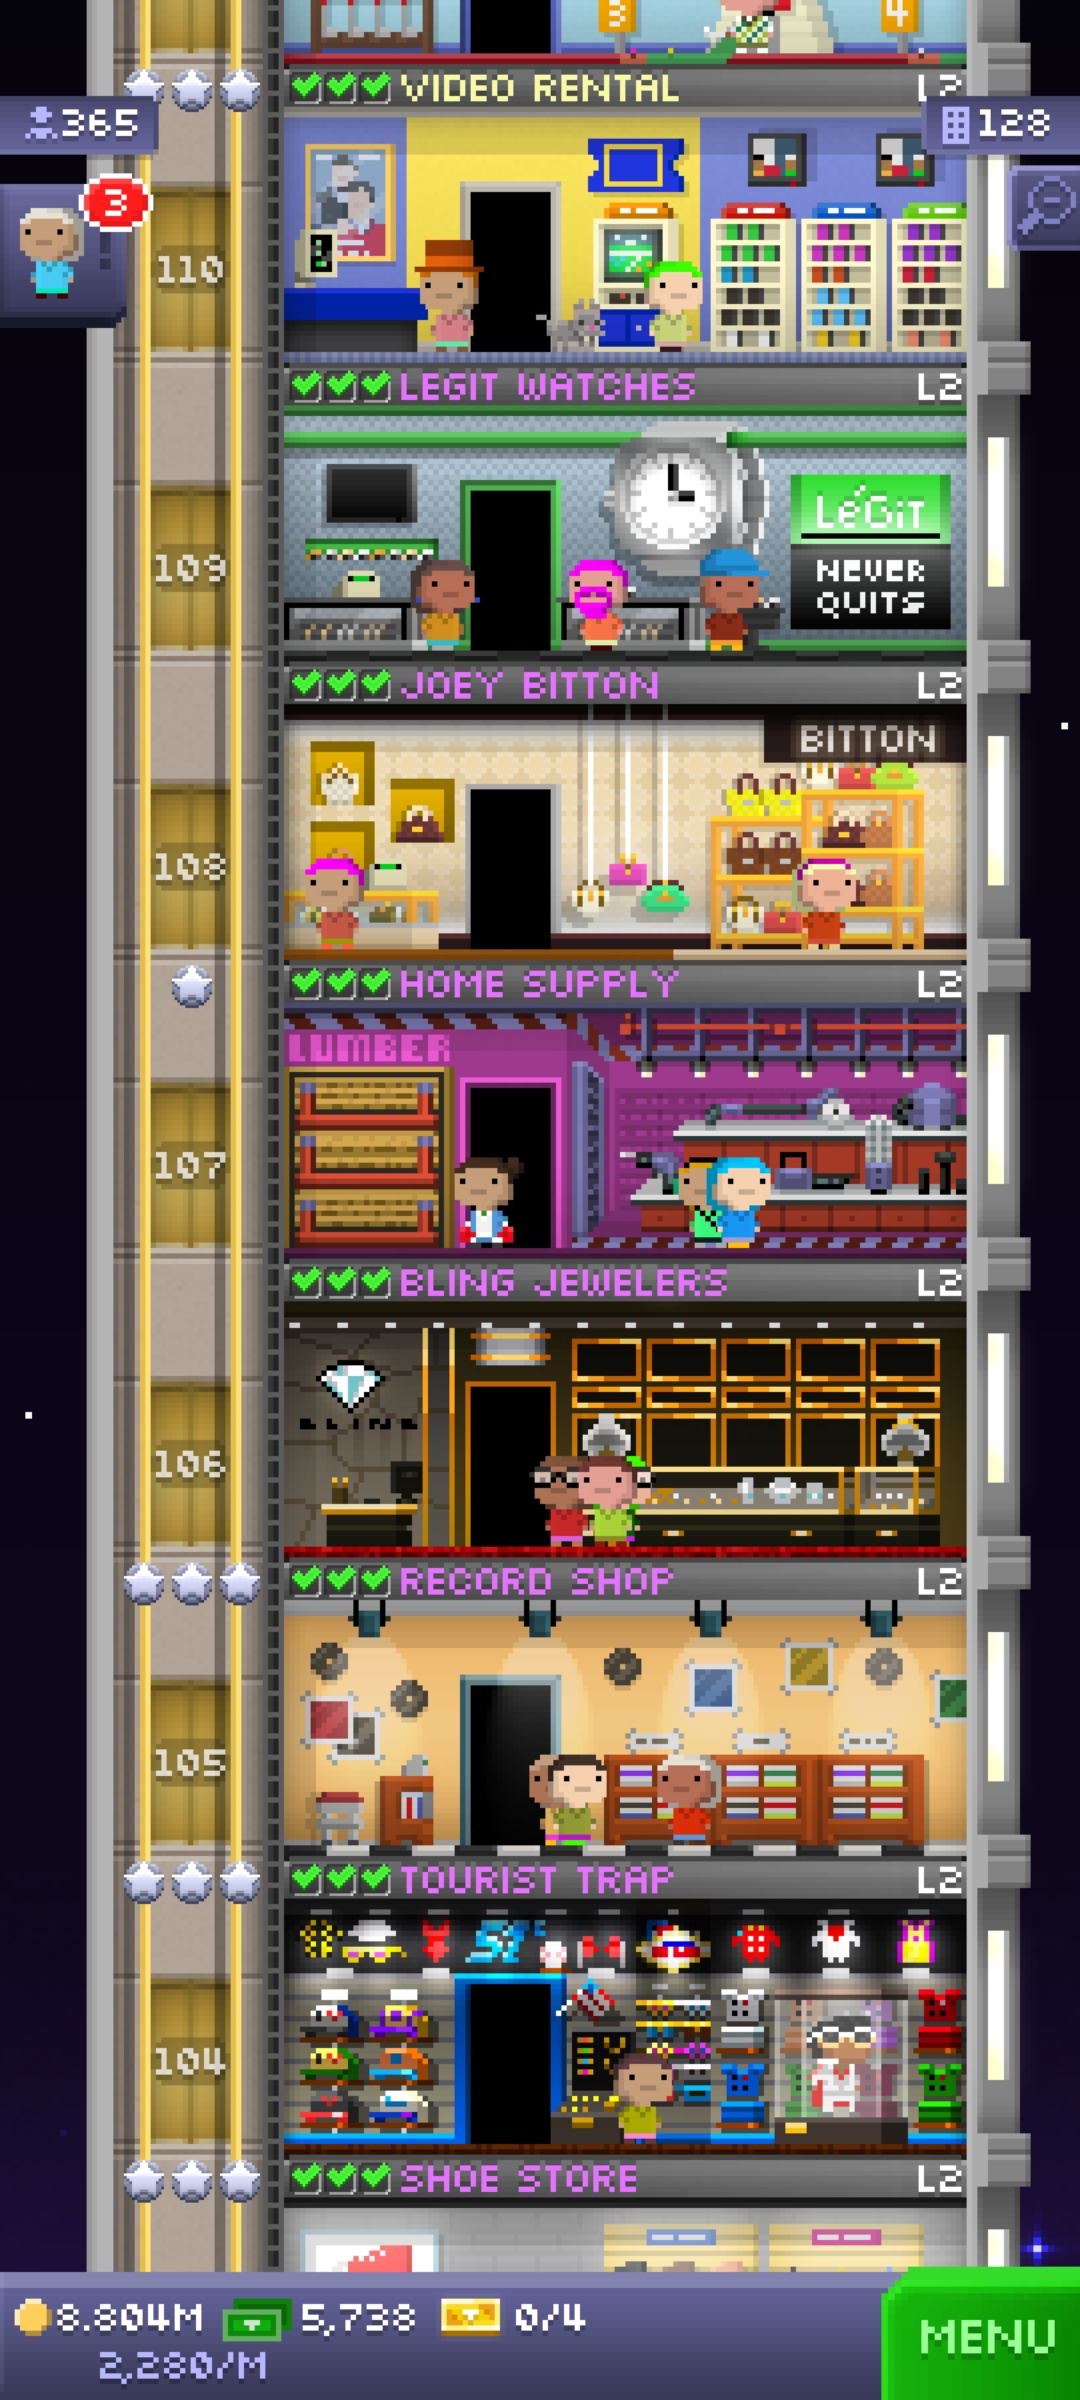 3
4
VIDEO RENTAL
L2
365
128
3
110
LEGIT WATCHES
L2
LéGiT
NEVER
QUITS
109
JOEY BITTON
L2
BITTON
108
HOME SUPPLY
L2
LUMBER
107
BLING JEWELERS
L2
BLING
106
RECORD SHOP
L2
105
TOURIST TRAP
L2
104
SHOE STORE
L2
8.804M
5,738
0/4
MENU
2,280/M